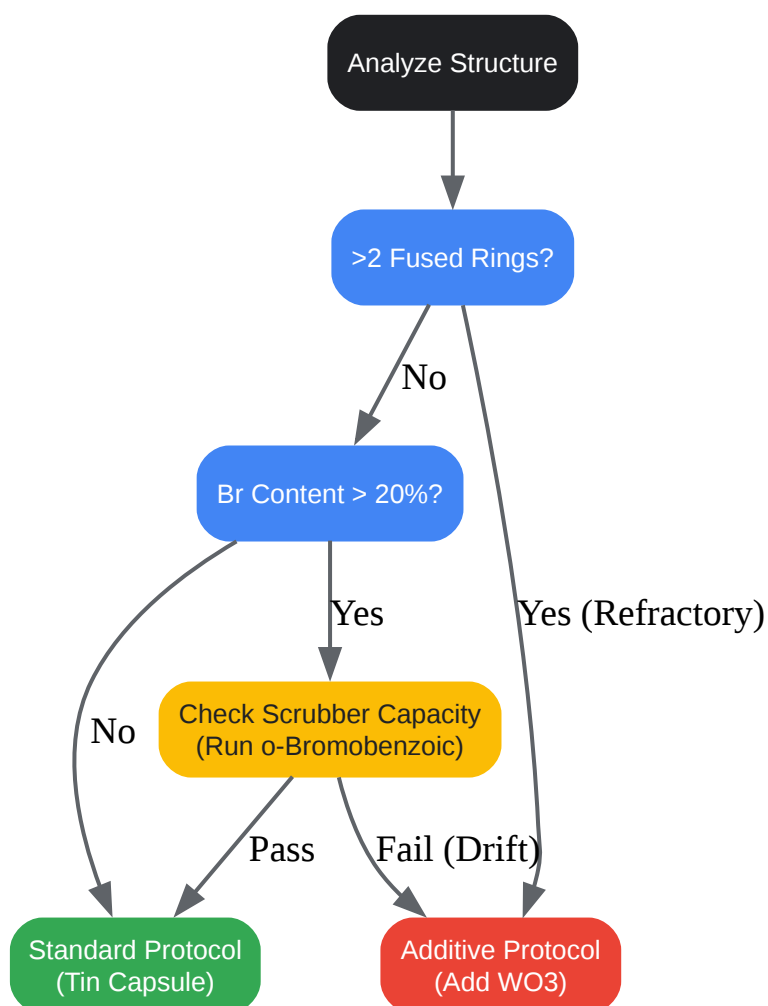 Analyze Structure
>2 Fused Rings?
No
Br Content > 20%?
Yes
Yes (Refractory)
Check Scrubber Capacity
(Run o-Bromobenzoic)
No
Pass
Fail (Drift)
Standard Protocol
(Tin Capsule)
Additive Protocol
(Add WO3)